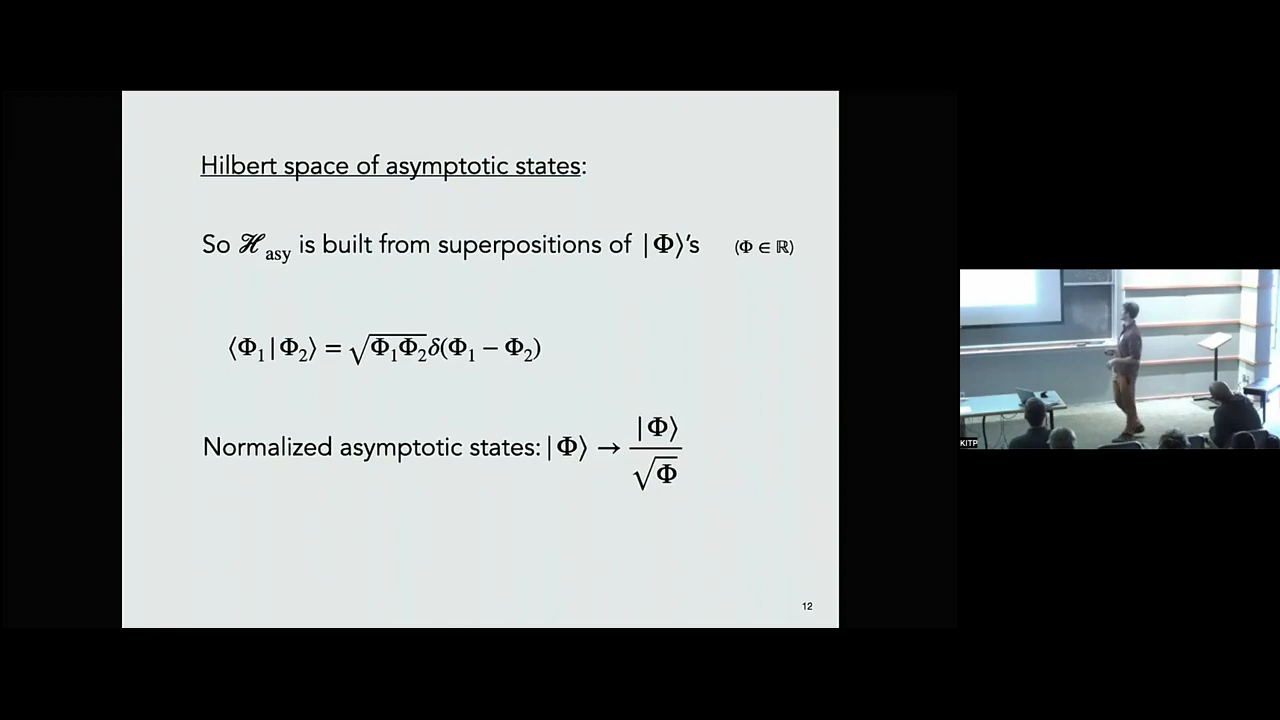 Hilbert space of asymptotic states:
So ℋ_asy is built from superpositions of |Φ⟩'s (Φ ∈ ℝ)
⟨Φ₁|Φ₂⟩ = √(Φ₁Φ₂) δ(Φ₁ − Φ₂)
Normalized asymptotic states: |Φ⟩ → |Φ⟩/√Φ
12
KITP